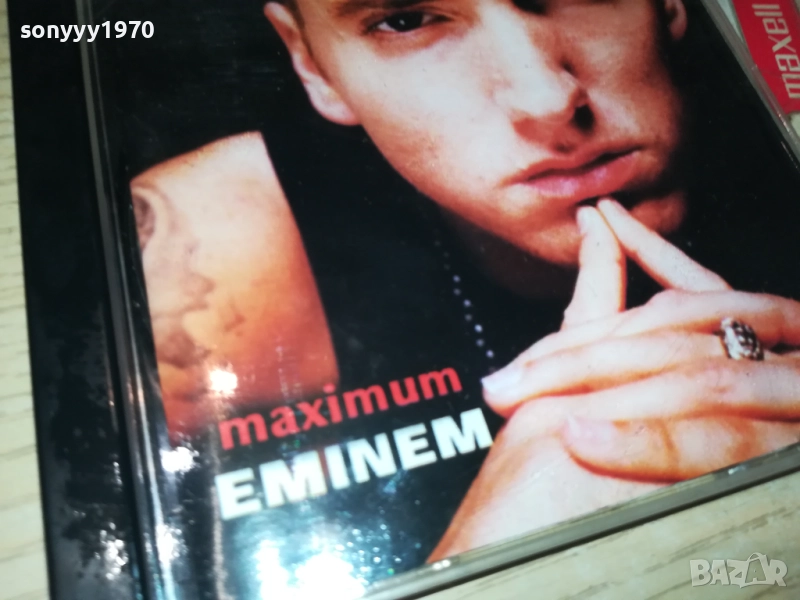 sonyyy1970
maxell
maximum
EMINEM
BAZAR